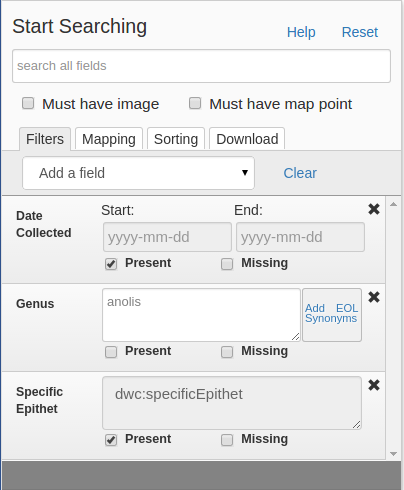 Start Searching Help Reset
search all fields
Must have image Must have map point
Filters Mapping Sorting Download
Add a field Clear
Date Collected Start: End:
yyyy-mm-dd yyyy-mm-dd
Present Missing
Genus anolis Add EOL Synonyms
Present Missing
Specific Epithet dwc:specificEpithet
Present Missing